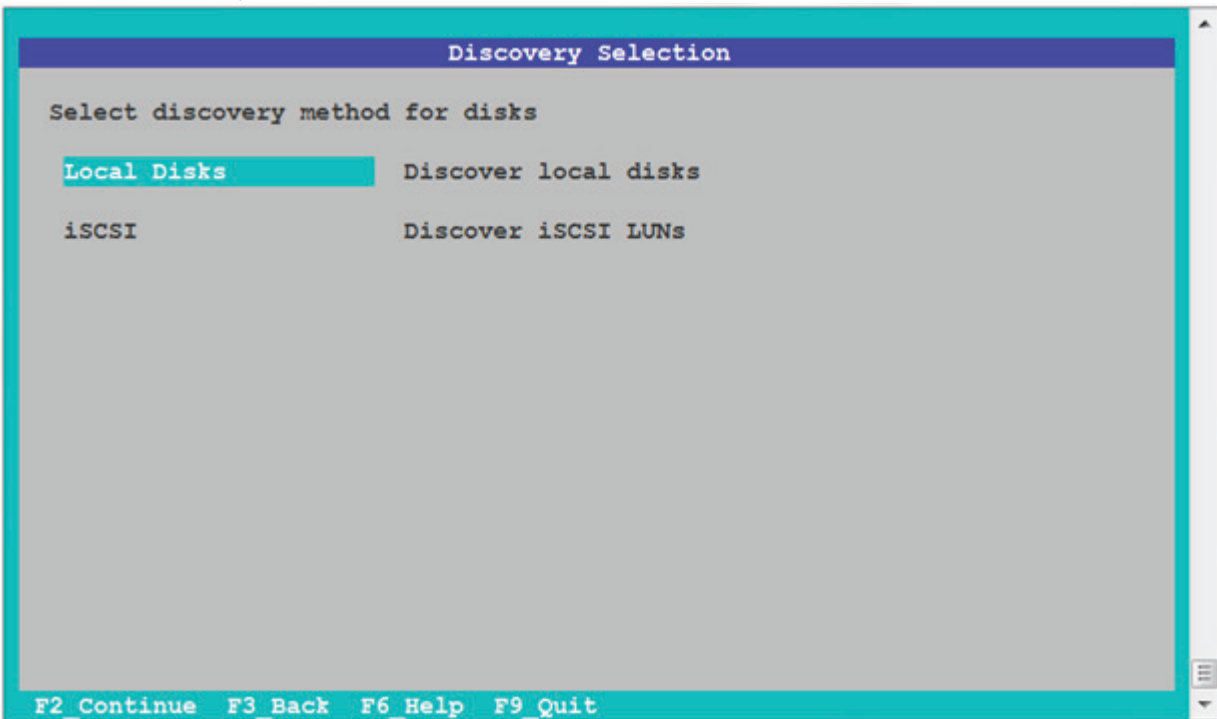 Discovery Selection
Select discovery method for disks
Local Disks Discover local disks
iSCSI Discover iSCSI LUNs
F2_Continue F3_Back F6_Help F9_Quit